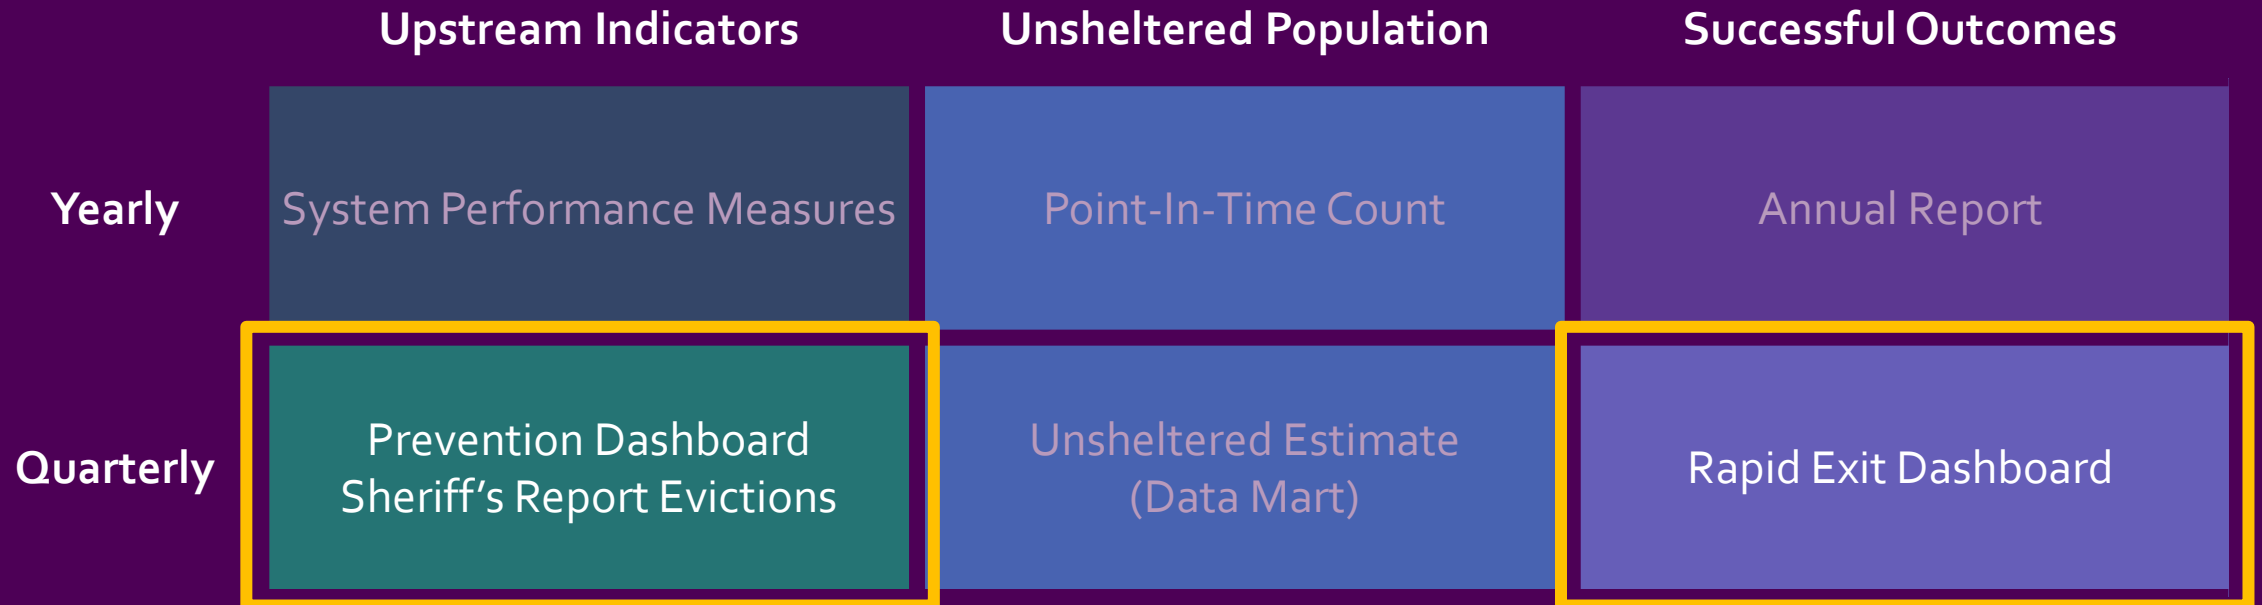 Upstream Indicators
Unsheltered Population
Successful Outcomes
Yearly
System Performance Measures
Point-In-Time Count
Annual Report
Quarterly
Prevention Dashboard
Sheriff’s Report Evictions
Unsheltered Estimate
(Data Mart)
Rapid Exit Dashboard